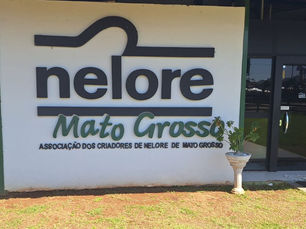 nelore
Mato Grosso
ASSOCIAÇÃO DOS CRIADORES DE NELORE DE MATO GROSSO